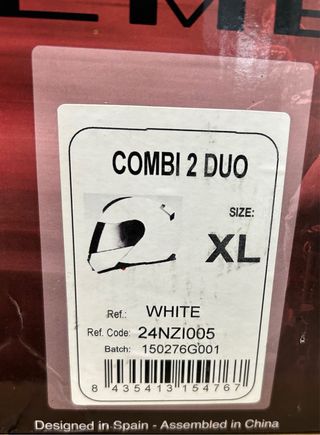 COMBI 2 DUO
SIZE:
XL
Ref.: WHITE
Ref. Code: 24NZI005
Batch: 150276G001
8 435413 154767
Designed in Spain - Assembled in China